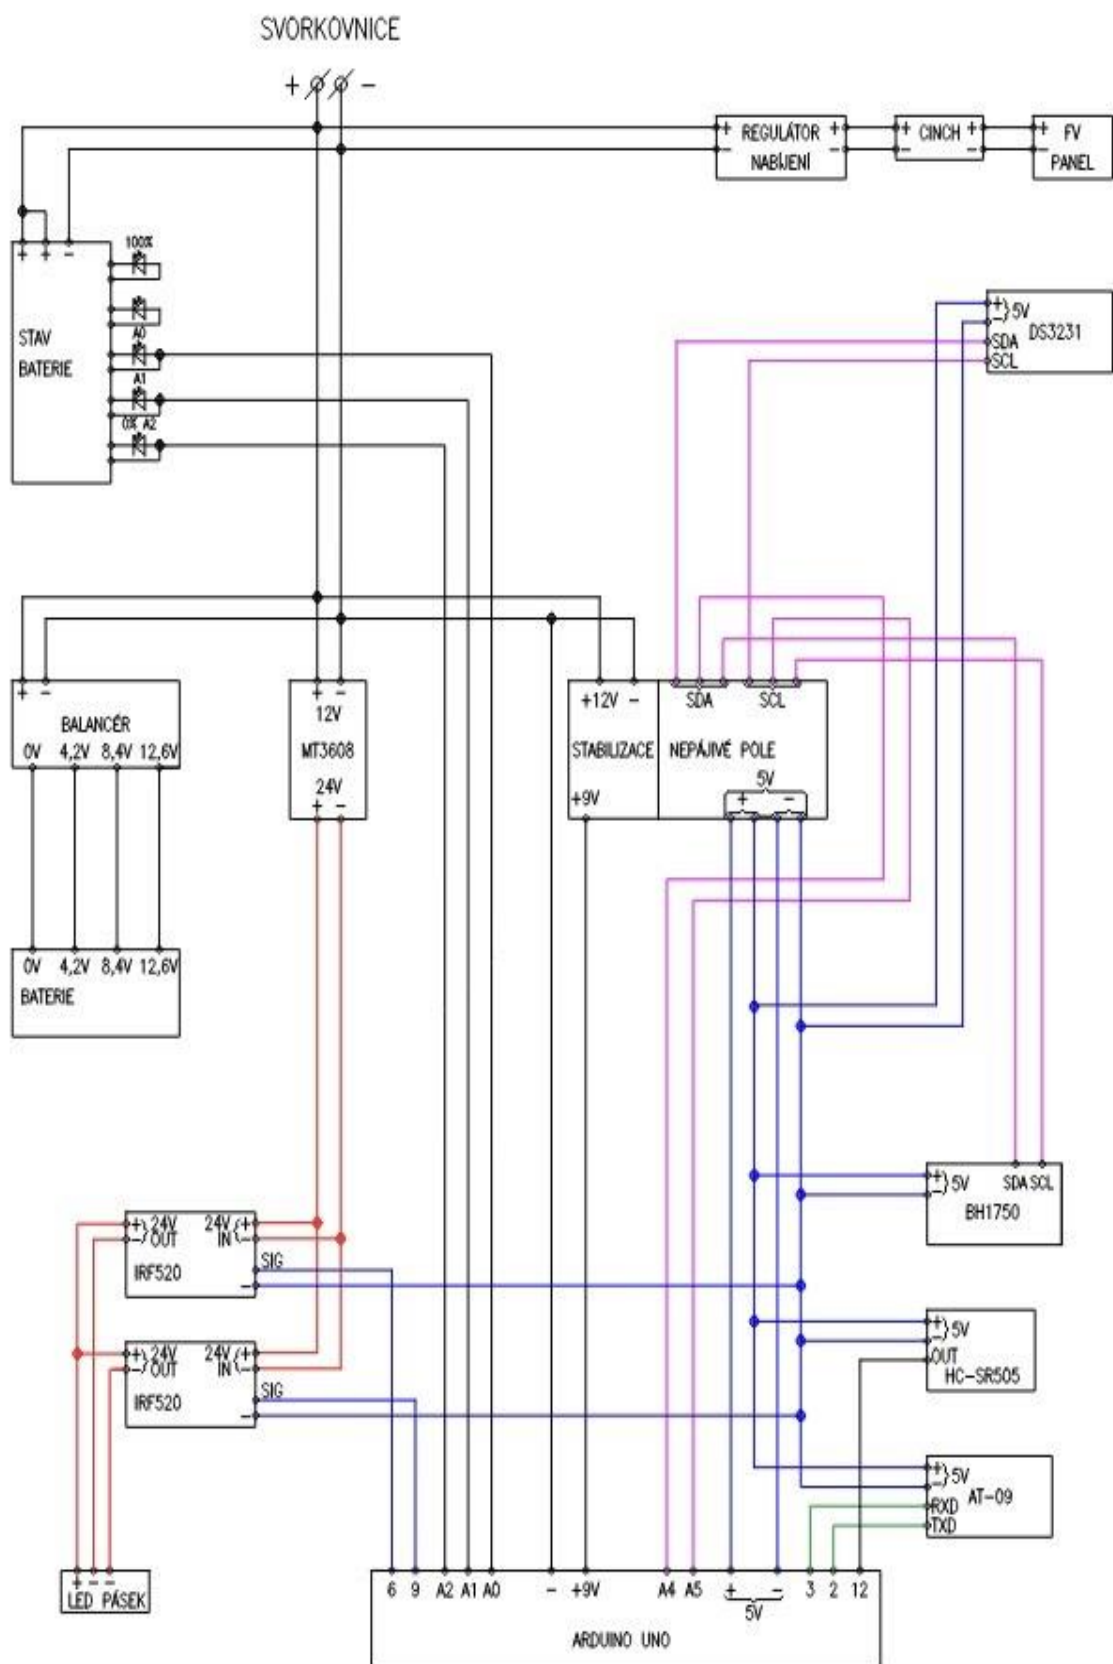 SVORKOVNICE
+ -
+ REGULÁTOR +
- NABÍJENÍ -
+ CINCH +
- -
+ FV
- PANEL
+ + -
100%
STAV
BATERIE
A0
A1
0% A2
+ } 5V
-
DS3231
SDA
SCL
+ -
BALANCÉR
0V 4,2V 8,4V 12,6V
+ -
12V
MT3608
24V
+ -
+12V -
STABILIZACE
+9V
SDA SCL
NEPÁJIVÉ POLE
5V
+ -
0V 4,2V 8,4V 12,6V
BATERIE
+ } 5V
-
SDA SCL
BH1750
+ } 24V 24V { +
- OUT IN -
IRF520
SIG
-
+ } 5V
-
OUT
HC-SR505
+ } 24V 24V { +
- OUT IN -
IRF520
SIG
-
+ } 5V
-
AT-09
RXD
TXD
+ - -
LED PÁSEK
6 9 A2 A1 A0 - +9V A4 A5 + - 3 2 12
5V
ARDUINO UNO